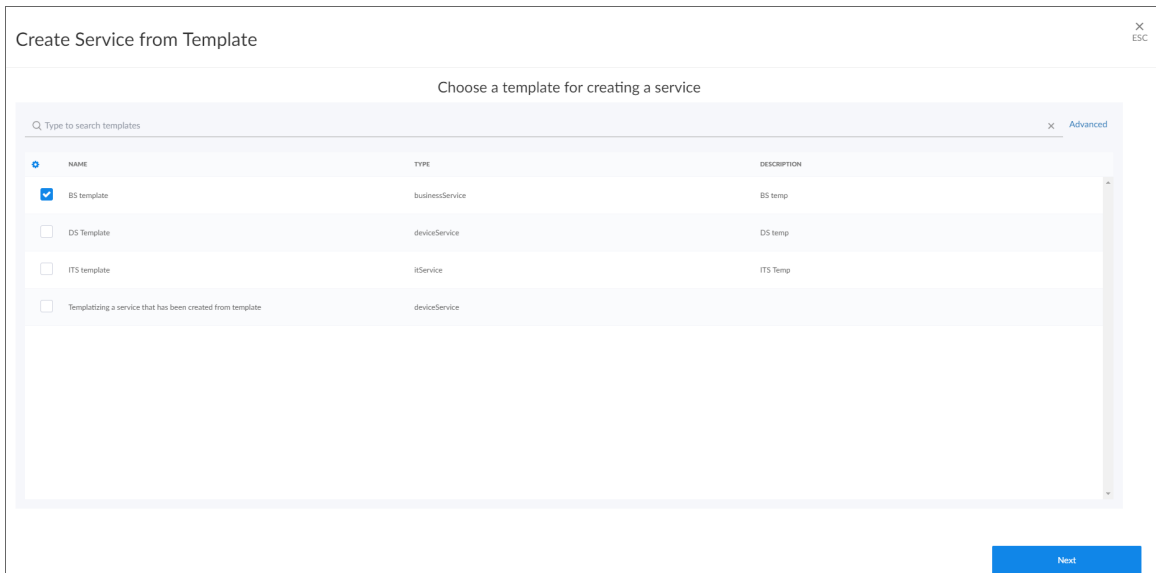 Create Service from Template
ESC
Choose a template for creating a service
Type to search templates
Advanced
NAME TYPE DESCRIPTION
BS template businessService BS temp
DS Template deviceService DS temp
ITS template itService ITS Temp
Templatizing a service that has been created from template deviceService
Next